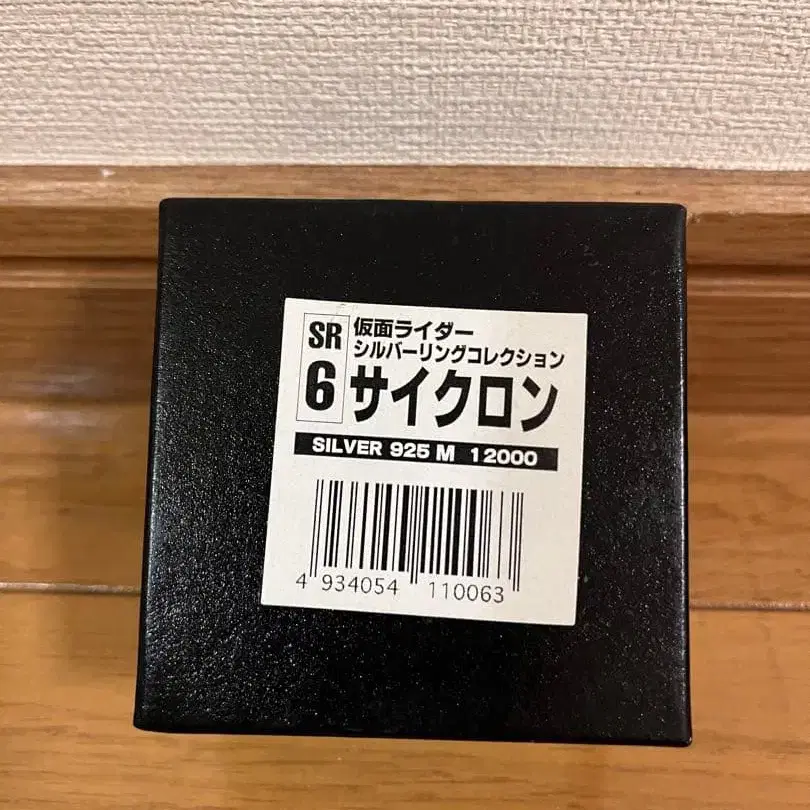 SR 仮面ライダー
シルバーリングコレクション
6 サイクロン
SILVER 925 M 12000
4 934054 110063